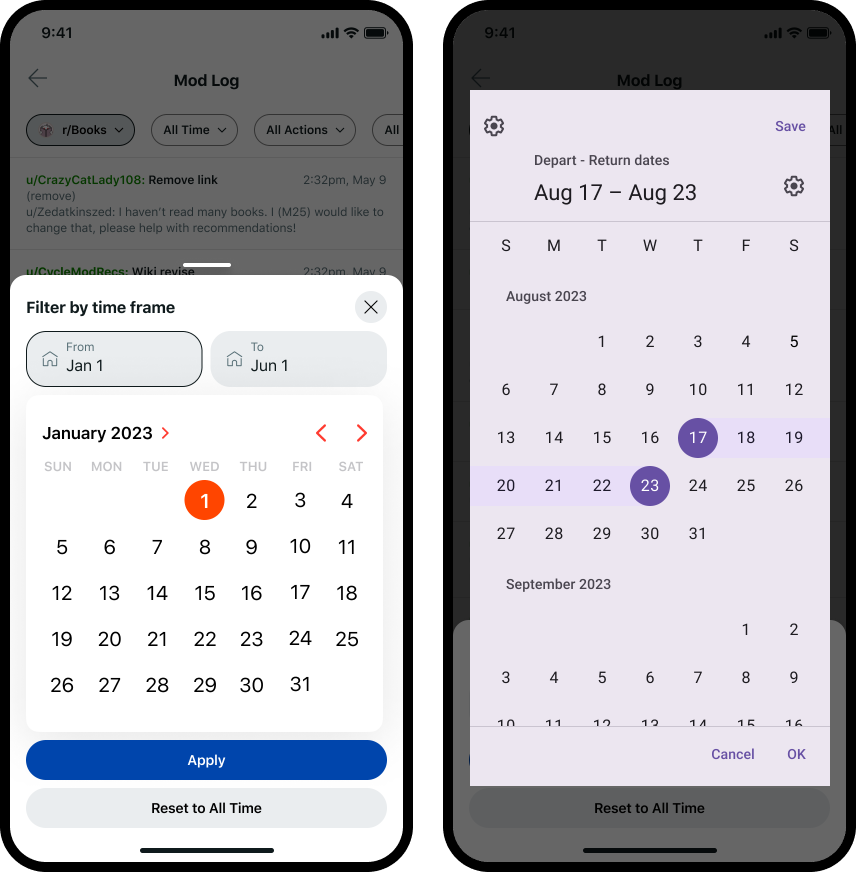 9:41
Mod Log
r/Books
All Time
All Actions
All
u/CrazyCatLady108: Remove link
2:32pm, May 9
(remove)
u/Zedatkinszed: I haven't read many books. I (M25) would like to
change that, please help with recommendations!
u/CycleModRecs: Wiki revise
2:32pm, May 9
Filter by time frame
From
Jan 1
To
Jun 1
January 2023
SUN MON TUE WED THU FRI SAT
1 2 3 4
5 6 7 8 9 10 11
12 13 14 15 16 17 18
19 20 21 22 23 24 25
26 27 28 29 30 31
Apply
Reset to All Time
9:41
Mod Log
All
Save
Depart - Return dates
Aug 17 – Aug 23
S M T W T F S
August 2023
1 2 3 4 5
6 7 8 9 10 11 12
13 14 15 16 17 18 19
20 21 22 23 24 25 26
27 28 29 30 31
September 2023
1 2
3 4 5 6 7 8 9
10 11 12 13 14 15 16
Cancel
OK
Reset to All Time